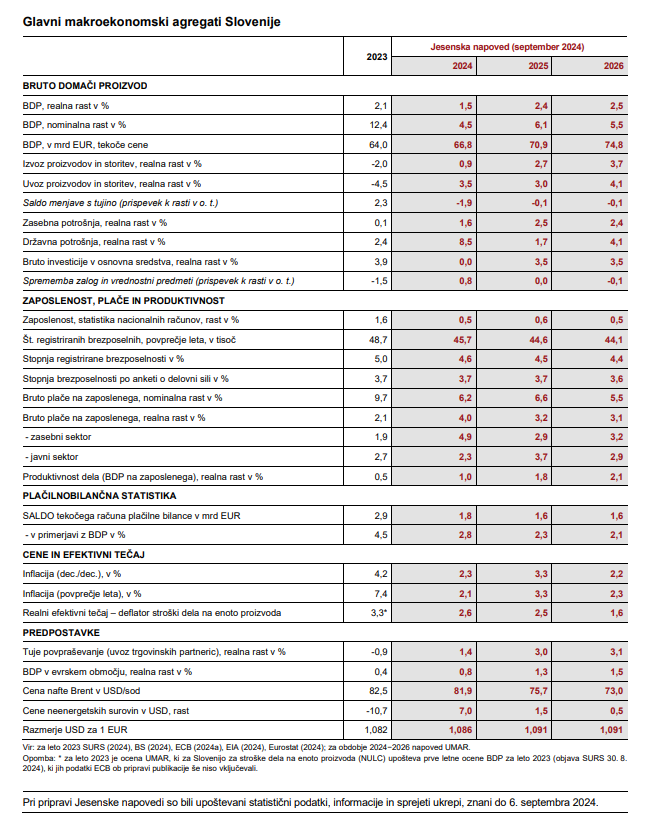 Glavni makroekonomski agregati Slovenije
2023 Jesenska napoved (september 2024)
2024 2025 2026
BRUTO DOMAČI PROIZVOD
BDP, realna rast v % 2,1 1,5 2,4 2,5
BDP, nominalna rast v % 12,4 4,5 6,1 5,5
BDP, v mrd EUR, tekoče cene 64,0 66,8 70,9 74,8
Izvoz proizvodov in storitev, realna rast v % -2,0 0,9 2,7 3,7
Uvoz proizvodov in storitev, realna rast v % -4,5 3,5 3,0 4,1
Saldo menjave s tujino (prispevek k rasti v o. t.) 2,3 -1,9 -0,1 -0,1
Zasebna potrošnja, realna rast v % 0,1 1,6 2,5 2,4
Državna potrošnja, realna rast v % 2,4 8,5 1,7 4,1
Bruto investicije v osnovna sredstva, realna rast v % 3,9 0,0 3,5 3,5
Sprememba zalog in vrednostni predmeti (prispevek k rasti v o. t.) -1,5 0,8 0,0 -0,1
ZAPOSLENOST, PLAČE IN PRODUKTIVNOST
Zaposlenost, statistika nacionalnih računov, rast v % 1,6 0,5 0,6 0,5
Št. registriranih brezposelnih, povprečje leta, v tisoč 48,7 45,7 44,6 44,1
Stopnja registrirane brezposelnosti v % 5,0 4,6 4,5 4,4
Stopnja brezposelnosti po anketi o delovni sili v % 3,7 3,7 3,7 3,6
Bruto plače na zaposlenega, nominalna rast v % 9,7 6,2 6,6 5,5
Bruto plače na zaposlenega, realna rast v % 2,1 4,0 3,2 3,1
- zasebni sektor 1,9 4,9 2,9 3,2
- javni sektor 2,7 2,3 3,7 2,9
Produktivnost dela (BDP na zaposlenega), realna rast v % 0,5 1,0 1,8 2,1
PLAČILNOBILANČNA STATISTIKA
SALDO tekočega računa plačilne bilance v mrd EUR 2,9 1,8 1,6 1,6
- v primerjavi z BDP v % 4,5 2,8 2,3 2,1
CENE IN EFEKTIVNI TEČAJ
Inflacija (dec./dec.), v % 4,2 2,3 3,3 2,2
Inflacija (povprečje leta), v % 7,4 2,1 3,3 2,3
Realni efektivni tečaj – deflator stroški dela na enoto proizvoda 3,3* 2,6 2,5 1,6
PREDPOSTAVKE
Tuje povpraševanje (uvoz trgovinskih partneric), realna rast v % -0,9 1,4 3,0 3,1
BDP v evrskem območju, realna rast v % 0,4 0,8 1,3 1,5
Cena nafte Brent v USD/sod 82,5 81,9 75,7 73,0
Cene neenergetskih surovin v USD, rast -10,7 7,0 1,5 0,5
Razmerje USD za 1 EUR 1,082 1,086 1,091 1,091
Vir: za leto 2023 SURS (2024), BS (2024), ECB (2024a), EIA (2024), Eurostat (2024); za obdobje 2024−2026 napoved UMAR.
Opomba: * za leto 2023 je ocena UMAR, ki za Slovenijo za stroške dela na enoto proizvoda (NULC) upošteva prve letne ocene BDP za leto 2023 (objava SURS 30. 8.
2024), ki jih podatki ECB ob pripravi publikacije še niso vključevali.
Pri pripravi Jesenske napovedi so bili upoštevani statistični podatki, informacije in sprejeti ukrepi, znani do 6. septembra 2024.